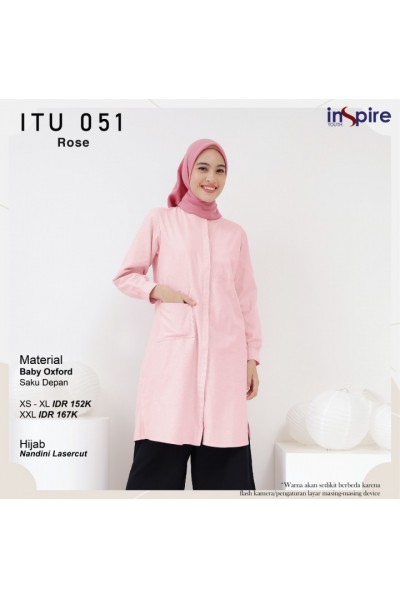 ITU 051
Rose
inspire
YOUTH
Material
Baby Oxford
Saku Depan
XS - XL IDR 152K
XXL IDR 167K
Hijab
Nandini Lasercut
*Warna akan sedikit berbeda karena
flash kamera/pengaturan layar masing-masing device